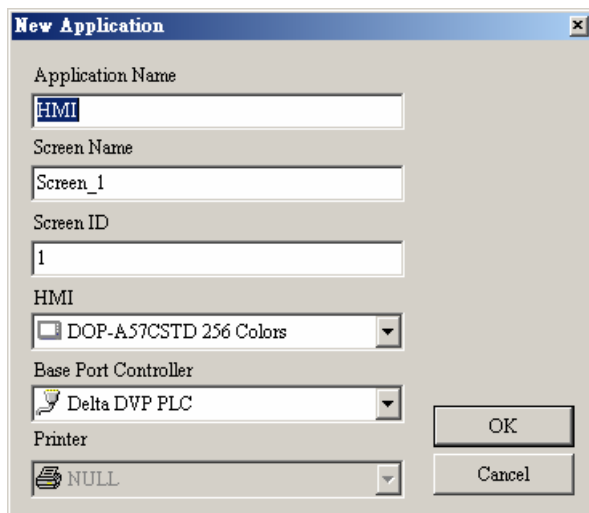 New Application
Application Name
HMI
Screen Name
Screen_1
Screen ID
1
HMI
DOP-A57CSTD 256 Colors
Base Port Controller
Delta DVP PLC
Printer
NULL
OK
Cancel